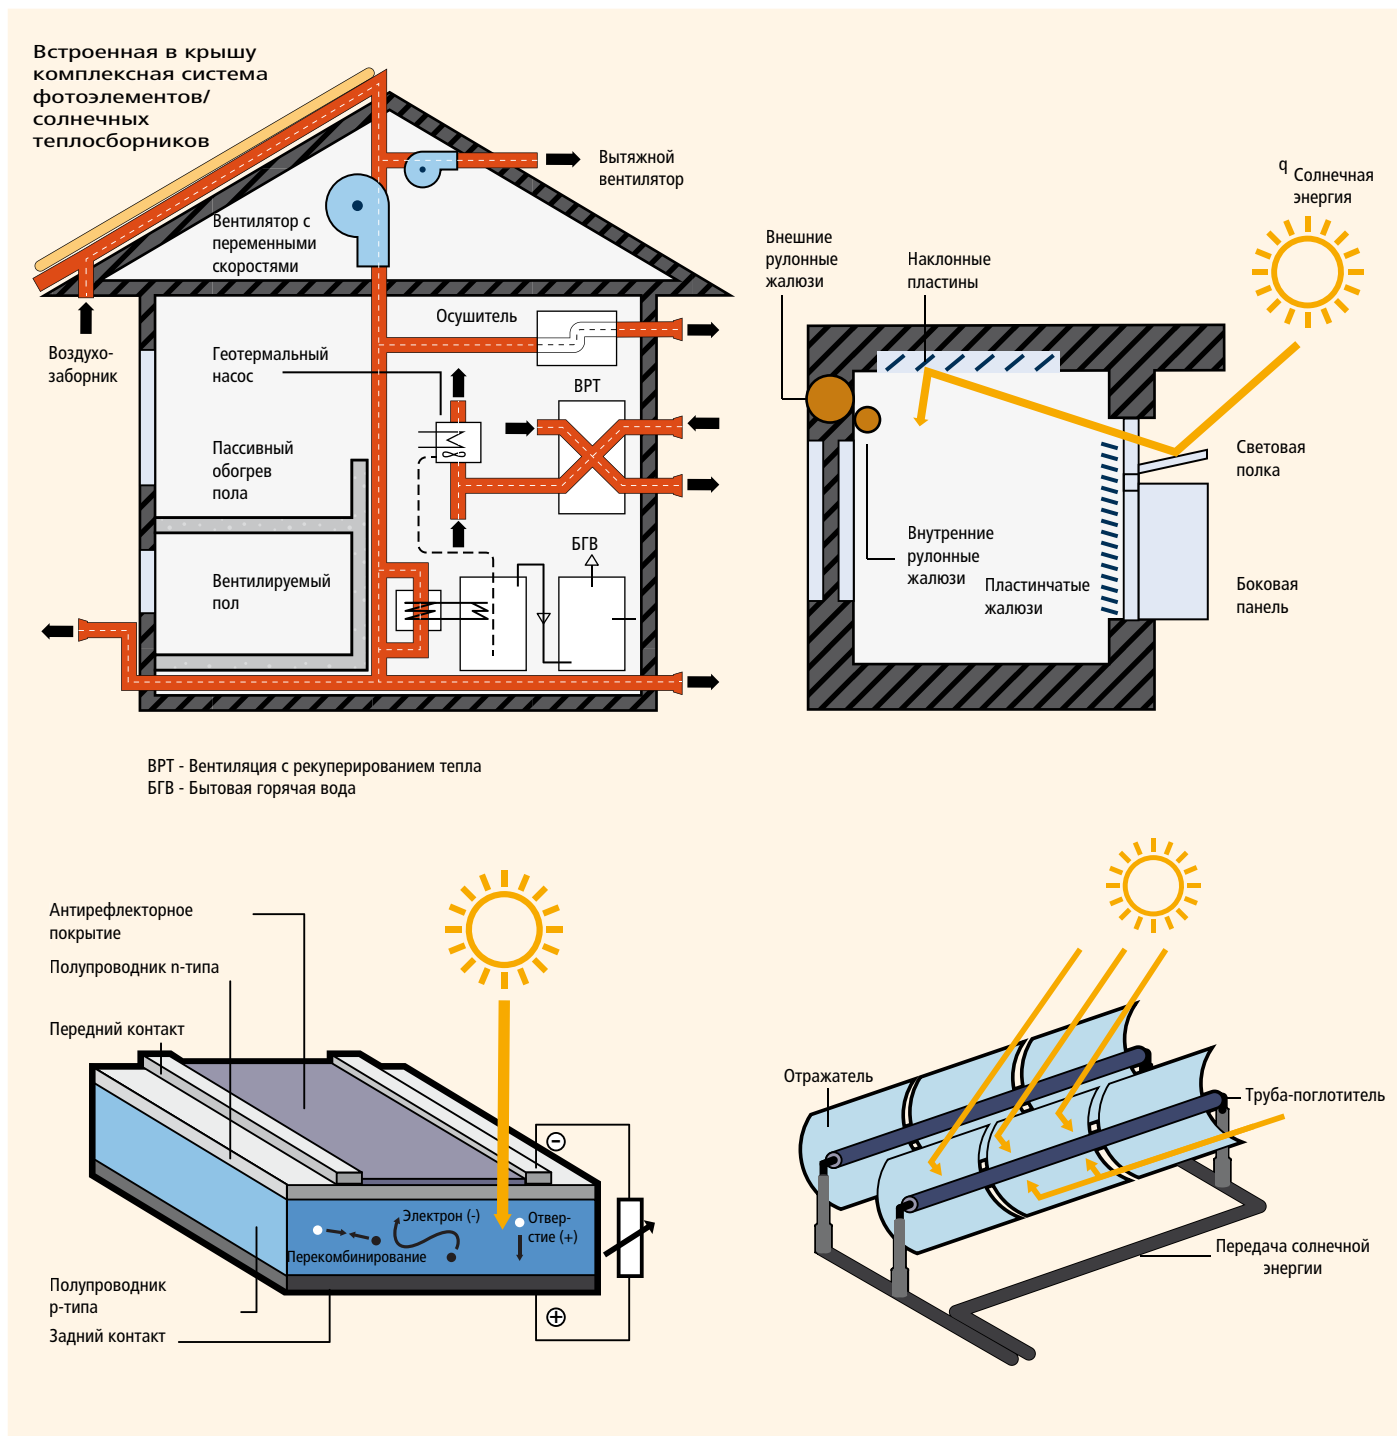 Встроенная в крышу
комплексная система
фотоэлементов/
солнечных
теплосборников
Вытяжной
вентилятор
Вентилятор с
переменными
скоростями
Воздухо-
заборник
Осушитель
Геотермальный
насос
ВРТ
Пассивный
обогрев
пола
БГВ
Вентилируемый
пол
ВРТ - Вентиляция с рекуперированием тепла
БГВ - Бытовая горячая вода
q
Солнечная
энергия
Внешние
рулонные
жалюзи
Наклонные
пластины
Световая
полка
Внутренние
рулонные
жалюзи
Пластинчатые
жалюзи
Боковая
панель
Антирефлекторное
покрытие
Полупроводник n-типа
Передний контакт
Электрон (-)
Отвер-
стие (+)
Перекомбинирование
Полупроводник
p-типа
Задний контакт
Отражатель
Труба-поглотитель
Передача солнечной
энергии